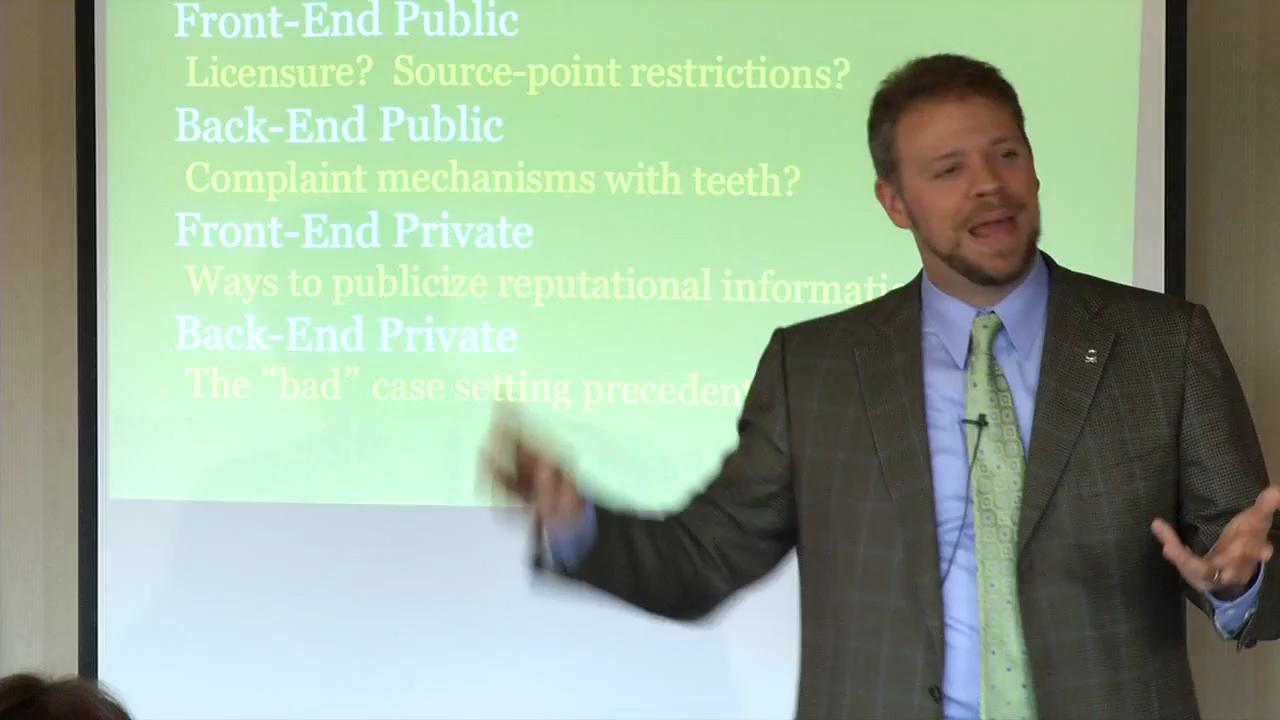 Front-End Public
Licensure? Source-point restrictions?
Back-End Public
Complaint mechanisms with teeth?
Front-End Private
Ways to publicize reputational
Back-End Private
The “bad” case setting